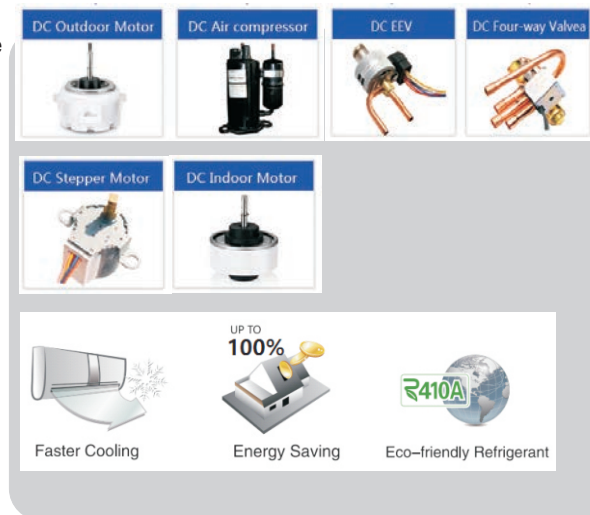 e
DC Outdoor Motor
DC Air compressor
DC EEV
DC Four-way Valvea
DC Stepper Motor
DC Indoor Motor
UP TO
100%
R410A
Faster Cooling
Energy Saving
Eco–friendly Refrigerant